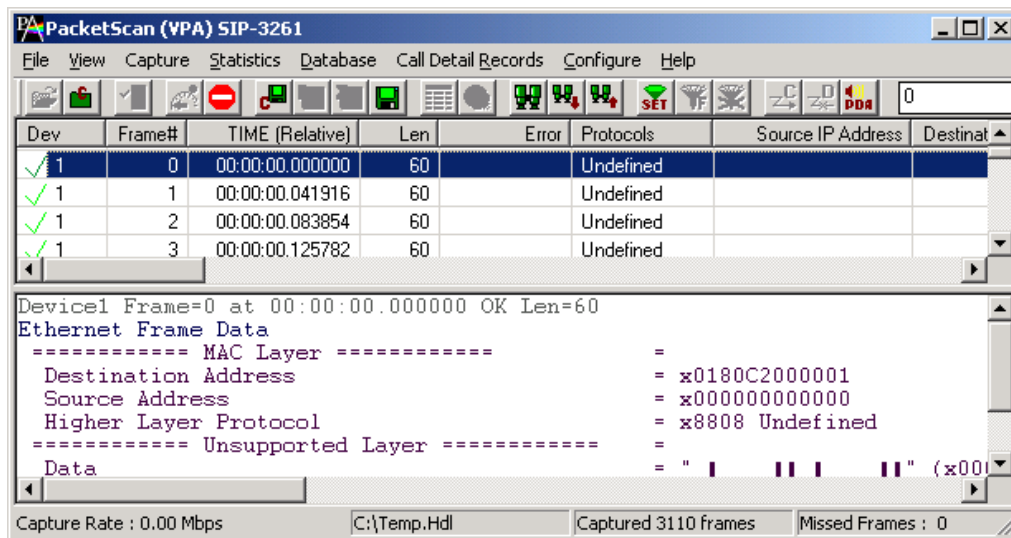 PacketScan (VPA) SIP-3261
File View Capture Statistics Database Call Detail Records Configure Help
SET PDA 0
Dev Frame# TIME (Relative) Len Error Protocols Source IP Address Destinat
1 0 00:00:00.000000 60 Undefined
1 1 00:00:00.041916 60 Undefined
1 2 00:00:00.083854 60 Undefined
1 3 00:00:00.125782 60 Undefined
Device1 Frame=0 at 00:00:00.000000 OK Len=60
Ethernet Frame Data
============ MAC Layer ============ =
Destination Address = x0180C2000001
Source Address = x000000000000
Higher Layer Protocol = x8808 Undefined
============ Unsupported Layer ============ =
Data = " ▌ ▌▌ ▌ ▌▌" (x00
Capture Rate : 0.00 Mbps C:\Temp.Hdl Captured 3110 frames Missed Frames : 0